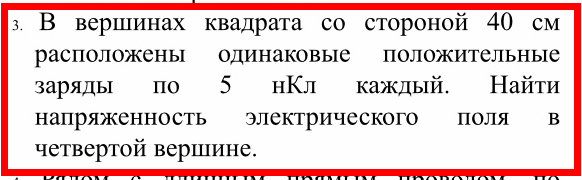 3. В вершинах квадрата со стороной 40 см
расположены одинаковые положительные
заряды по 5 нКл каждый. Найти
напряженность электрического поля в
четвертой вершине.